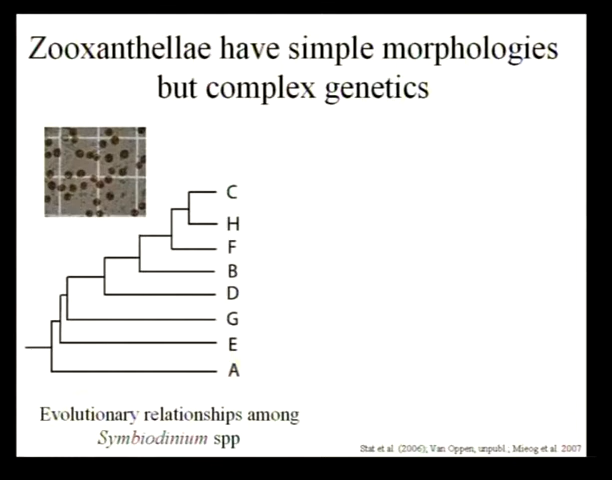 Zooxanthellae have simple morphologies
but complex genetics
C
H
F
B
D
G
E
A
Evolutionary relationships among
Symbiodinium spp
Stat et al. (2006); Van Oppen, unpubl.; Mieog et al. 2007